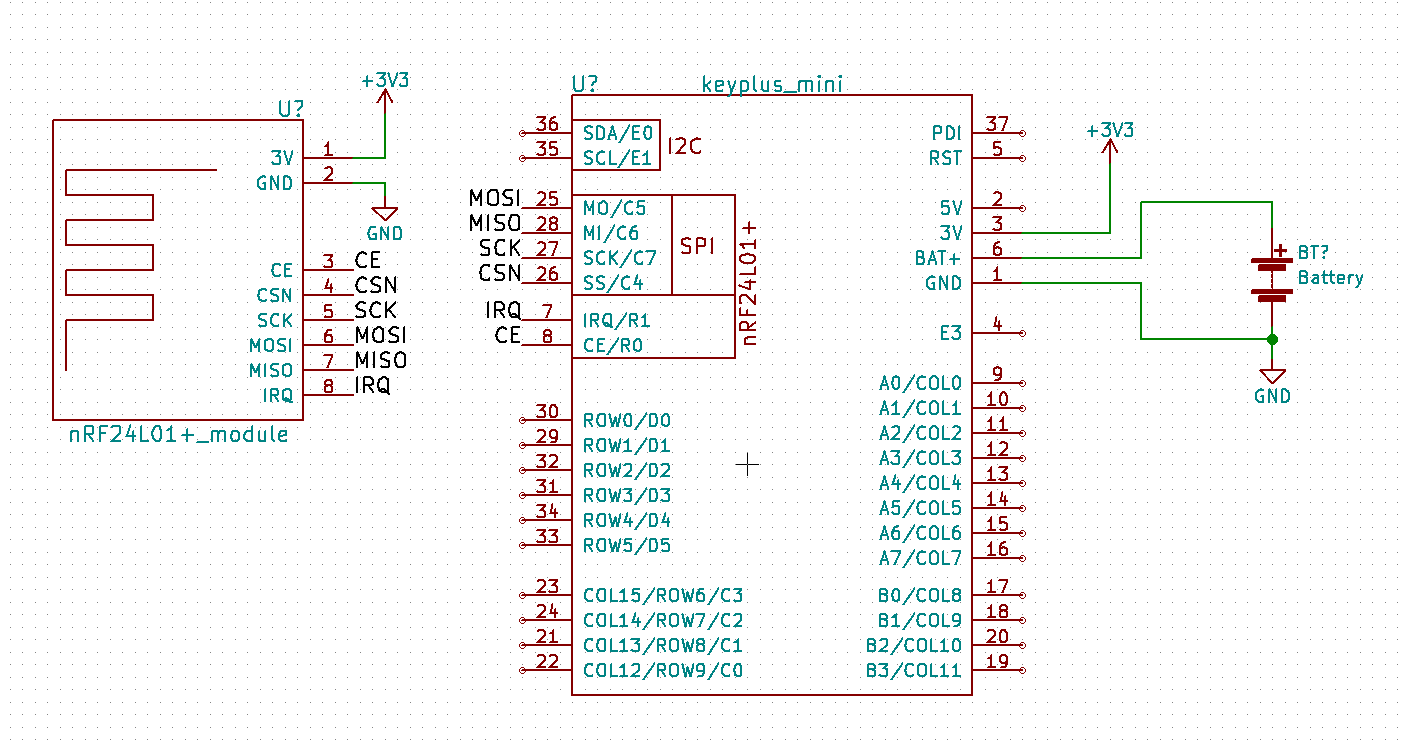 +3V3
U?
3V 1
GND 2
GND
CE 3 CE
CSN 4 CSN
SCK 5 SCK
MOSI 6 MOSI
MISO 7 MISO
IRQ 8 IRQ
nRF24L01+_module
U? keyplus_mini
36 SDA/E0
35 SCL/E1
I2C
MOSI 25 MO/C5
MISO 28 MI/C6
SCK 27 SCK/C7
CSN 26 SS/C4
SPI
IRQ 7 IRQ/R1
CE 8 CE/R0
nRF24L01+
30 ROW0/D0
29 ROW1/D1
32 ROW2/D2
31 ROW3/D3
34 ROW4/D4
33 ROW5/D5
23 COL15/ROW6/C3
24 COL14/ROW7/C2
21 COL13/ROW8/C1
22 COL12/ROW9/C0
PDI 37
RST 5
5V 2
3V 3
BAT+ 6
GND 1
E3 4
A0/COL0 9
A1/COL1 10
A2/COL2 11
A3/COL3 12
A4/COL4 13
A5/COL5 14
A6/COL6 15
A7/COL7 16
B0/COL8 17
B1/COL9 18
B2/COL10 20
B3/COL11 19
+3V3
+ BT?
Battery
GND